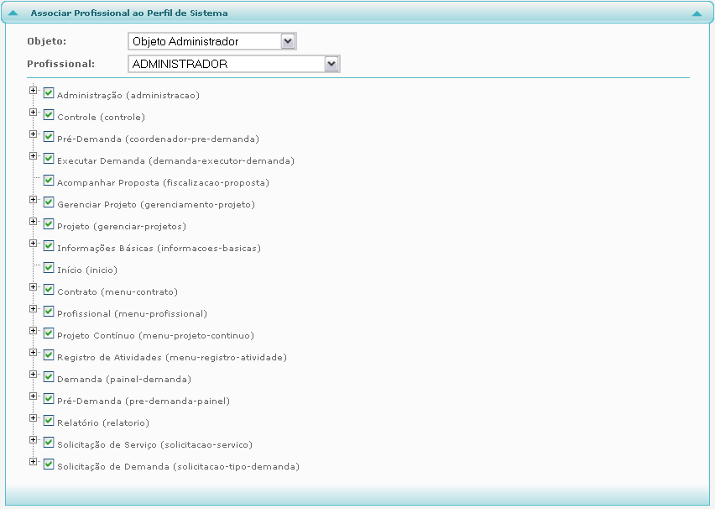 Associar Profissional ao Perfil de Sistema
Objeto: Objeto Administrador
Profissional: ADMINISTRADOR
Administração (administracao)
Controle (controle)
Pré-Demanda (coordenador-pre-demanda)
Executar Demanda (demanda-executor-demanda)
Acompanhar Proposta (fiscalizacao-proposta)
Gerenciar Projeto (gerenciamento-projeto)
Projeto (gerenciar-projetos)
Informações Básicas (informacoes-basicas)
Início (inicio)
Contrato (menu-contrato)
Profissional (menu-profissional)
Projeto Contínuo (menu-projeto-continuo)
Registro de Atividades (menu-registro-atividade)
Demanda (painel-demanda)
Pré-Demanda (pre-demanda-painel)
Relatório (relatorio)
Solicitação de Serviço (solicitacao-servico)
Solicitação de Demanda (solicitacao-tipo-demanda)